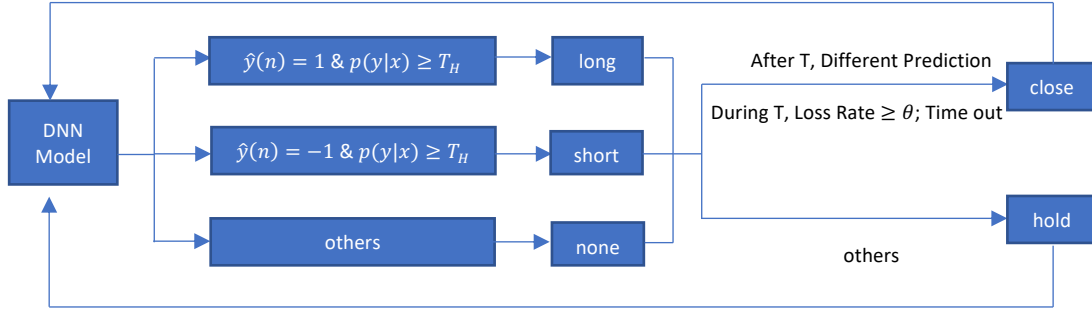 DNN
Model
ŷ(n) = 1 & p(y|x) ≥ T_H
long
ŷ(n) = −1 & p(y|x) ≥ T_H
short
others
none
After T, Different Prediction
During T, Loss Rate ≥ θ; Time out
close
hold
others